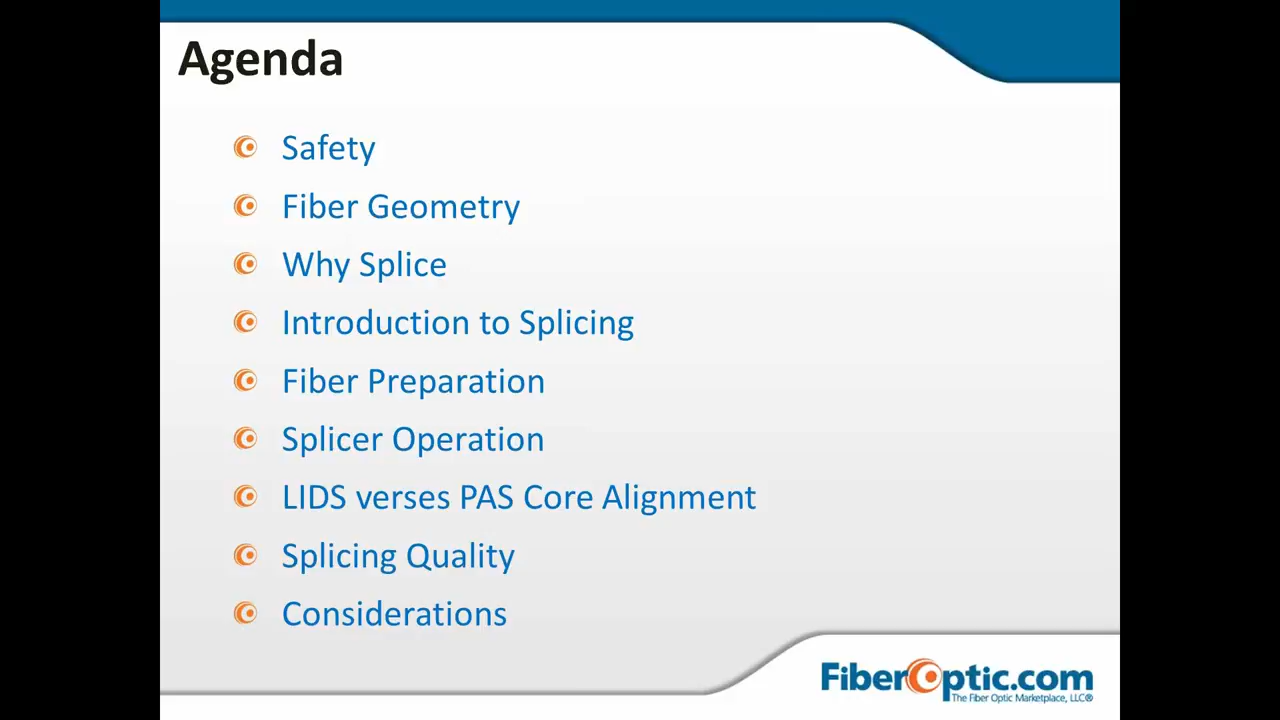 Agenda
Safety
Fiber Geometry
Why Splice
Introduction to Splicing
Fiber Preparation
Splicer Operation
LIDS verses PAS Core Alignment
Splicing Quality
Considerations
FiberOptic.com
The Fiber Optic Marketplace, LLC®